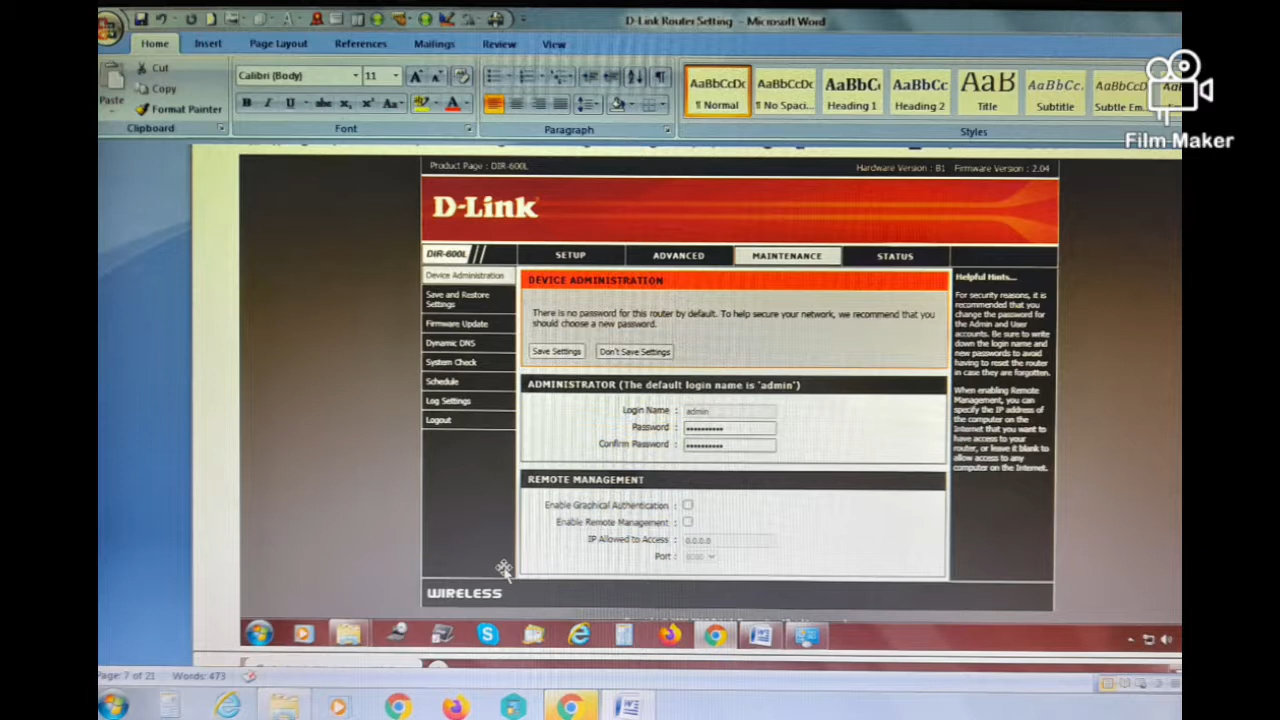 D-Link Router Setting - Microsoft Word
Home Insert Page Layout References Mailings Review View
Cut
Copy
Paste
Format Painter
Clipboard
Calibri (Body) 11
Font
Paragraph
AaBbCcDc AaBbCcDc AaBbC AaBbCc AaB AaBbCc. AaBbCc
¶ Normal ¶ No Spaci... Heading 1 Heading 2 Title Subtitle Subtle Em...
Styles
Film Maker
Product Page : DIR-600L Hardware Version : B1 Firmware Version : 2.04
D-Link
DIR-600L SETUP ADVANCED MAINTENANCE STATUS
Device Administration
Save and Restore
Settings
Firmware Update
Dynamic DNS
System Check
Schedule
Log Settings
Logout
DEVICE ADMINISTRATION
There is no password for this router by default. To help secure your network, we recommend that you
should choose a new password.
Save Settings Don't Save Settings
ADMINISTRATOR (The default login name is 'admin')
Login Name : admin
Password : ••••••••••
Confirm Password : ••••••••••
REMOTE MANAGEMENT
Enable Graphical Authentication :
Enable Remote Management :
IP Allowed to Access : 0.0.0.0
Port : 8080
Helpful Hints...
For security reasons, it is
recommended that you
change the password for
the Admin and User
accounts. Be sure to write
down the login name and
new passwords to avoid
having to reset the router
in case they are forgotten.
When enabling Remote
Management, you can
specify the IP address of
the computer on the
Internet that you want to
have access to your
router, or leave it blank to
allow access to any
computer on the Internet.
WIRELESS
Page: 7 of 21 Words: 473